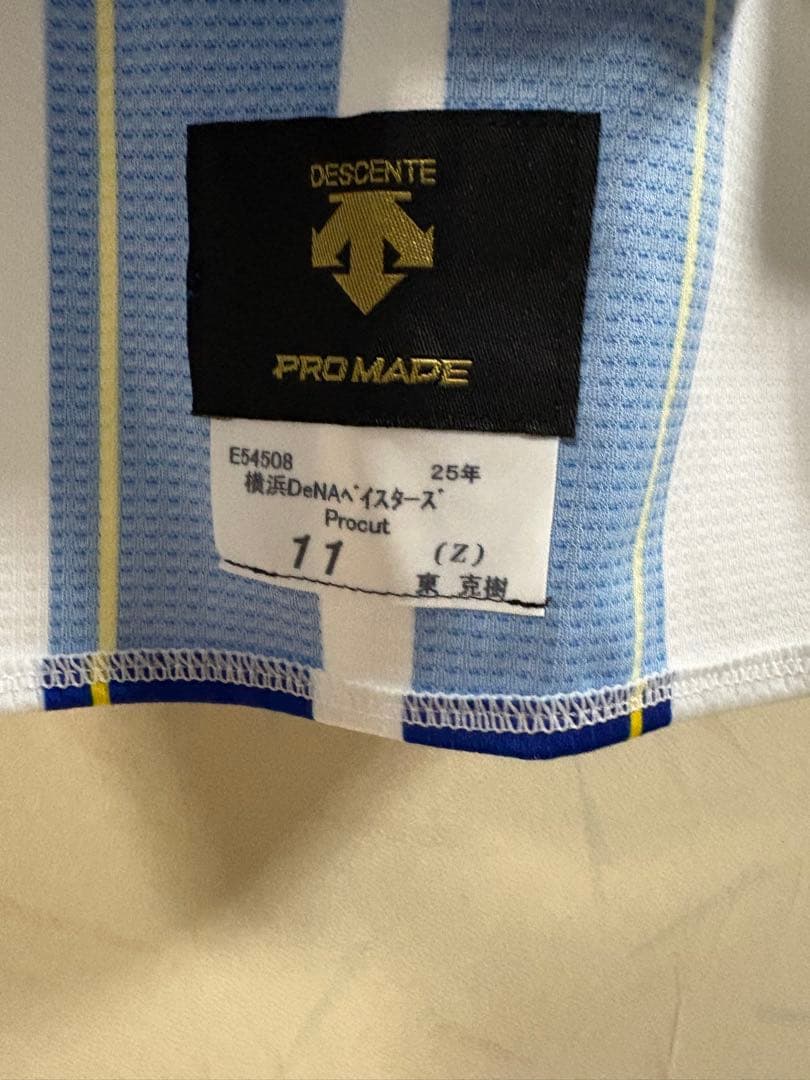 DESCENTE
PRO MADE
E54508 25年
横浜DeNAﾍﾞｲｽﾀｰｽﾞ
Procut
11 (Z)
東 克樹